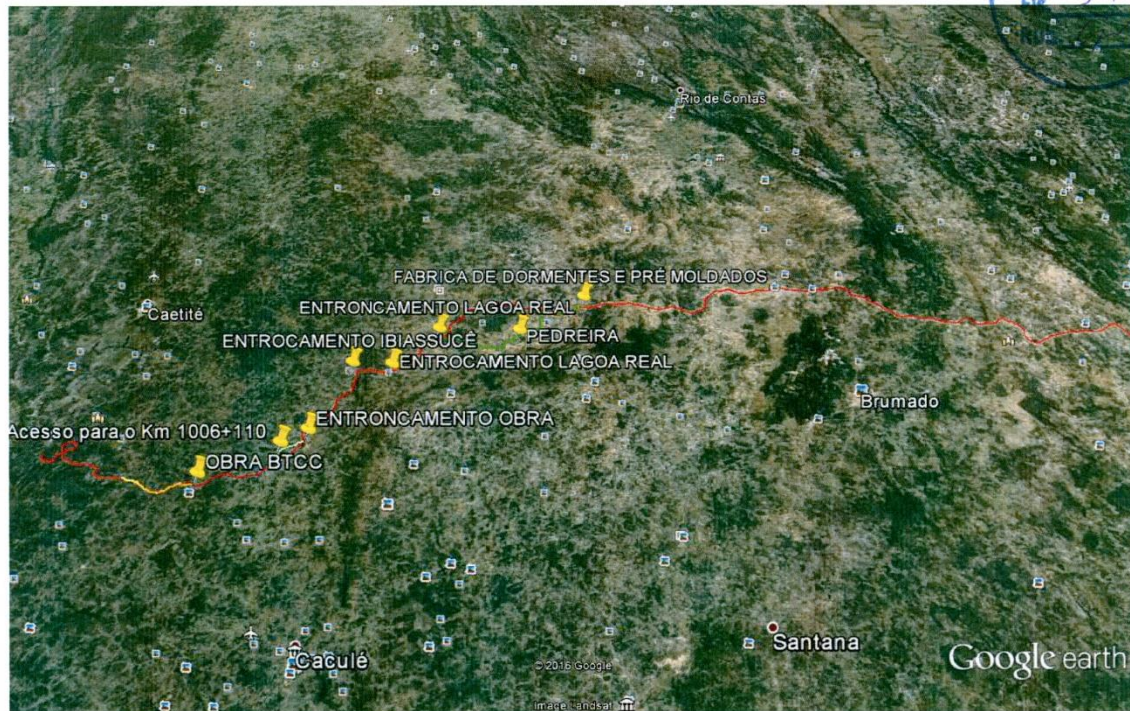 Rio de Contas
FABRICA DE DORMENTES E PRÉ MOLDADOS
ENTRONCAMENTO LAGOA REAL
Caetité
PEDREIRA
ENTROCAMENTO IBIASSUCÊ
ENTROCAMENTO LAGOA REAL
Brumado
ENTRONCAMENTO OBRA
Acesso para o Km 1006+110
OBRA BTCC
Santana
Caculé
© 2016 Google
Google earth
Image Landsat